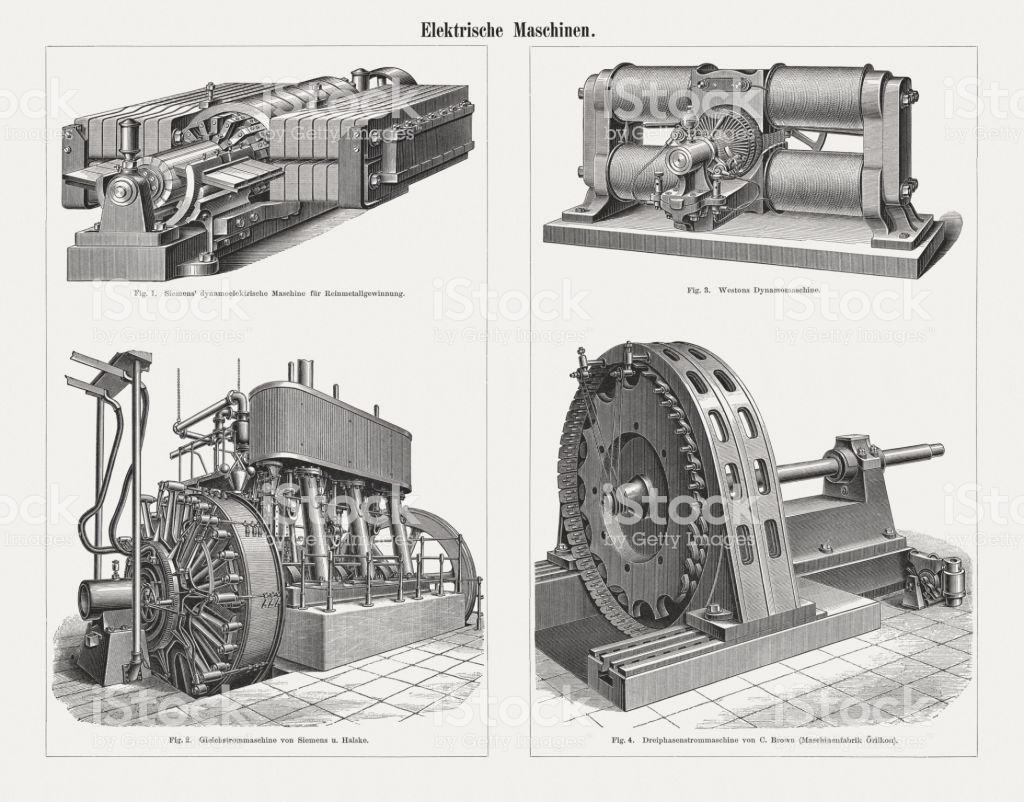 Elektrische Maschinen.
Fig. 1. Siemens' dynamoelektrische Maschine für Reinmetallgewinnung.
Fig. 3. Westons Dynamomaschine.
Fig. 2. Gleichstrommaschine von Siemens u. Halske.
Fig. 4. Dreiphasenstrommaschine von C. Brown (Maschinenfabrik Örlikon).
iStock
by Getty Images™